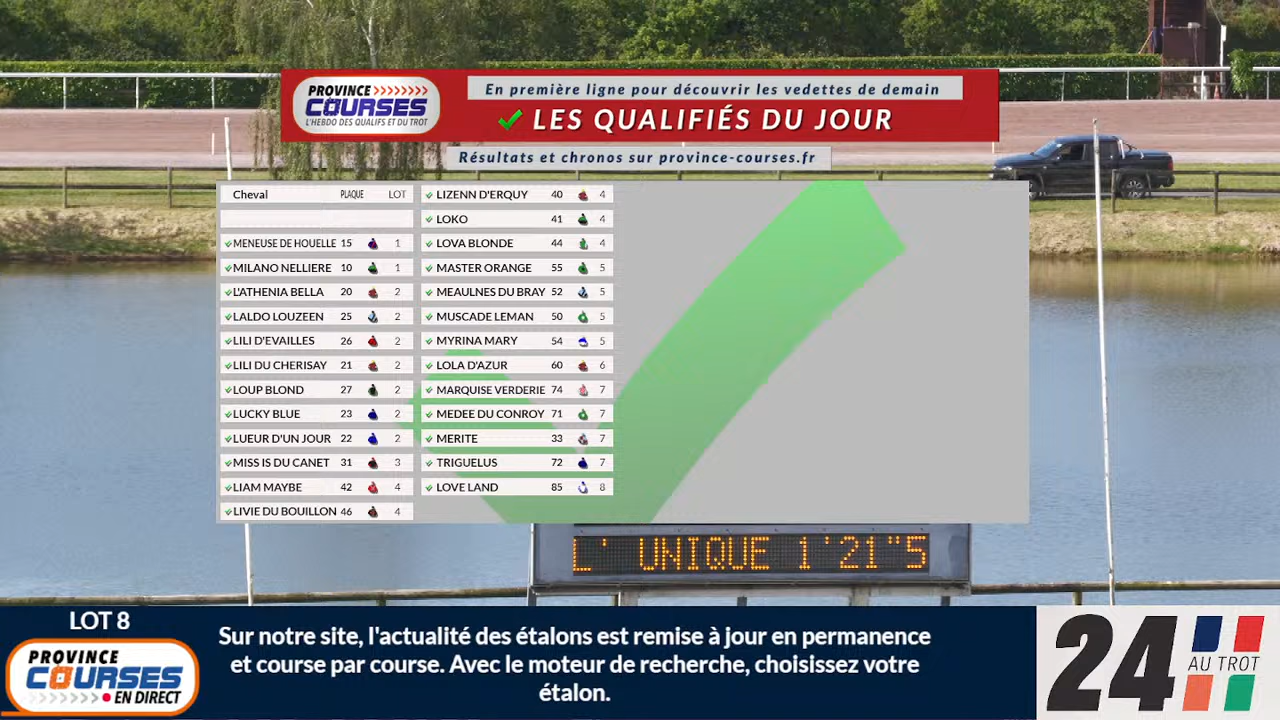 PROVINCE
COURSES
L'HEBDO DES QUALIFS ET DU TROT
En première ligne pour découvrir les vedettes de demain
LES QUALIFIÉS DU JOUR
Résultats et chronos sur province-courses.fr
Cheval PLAQUE LOT
MENEUSE DE HOUELLE 15 1
MILANO NELLIERE 10 1
L'ATHENIA BELLA 20 2
LALDO LOUZEEN 25 2
LILI D'EVAILLES 26 2
LILI DU CHERISAY 21 2
LOUP BLOND 27 2
LUCKY BLUE 23 2
LUEUR D'UN JOUR 22 2
MISS IS DU CANET 31 3
LIAM MAYBE 42 4
LIVIE DU BOUILLON 46 4
LIZENN D'ERQUY 40 4
LOKO 41 4
LOVA BLONDE 44 4
MASTER ORANGE 55 5
MEAULNES DU BRAY 52 5
MUSCADE LEMAN 50 5
MYRINA MARY 54 5
LOLA D'AZUR 60 6
MARQUISE VERDERIE 74 7
MEDEE DU CONROY 71 7
MERITE 33 7
TRIGUELUS 72 7
LOVE LAND 85 8
L' UNIQUE 1'21"5
LOT 8
PROVINCE
COURSES
EN DIRECT
Sur notre site, l'actualité des étalons est remise à jour en permanence
et course par course. Avec le moteur de recherche, choisissez votre
étalon.
24
AU TROT